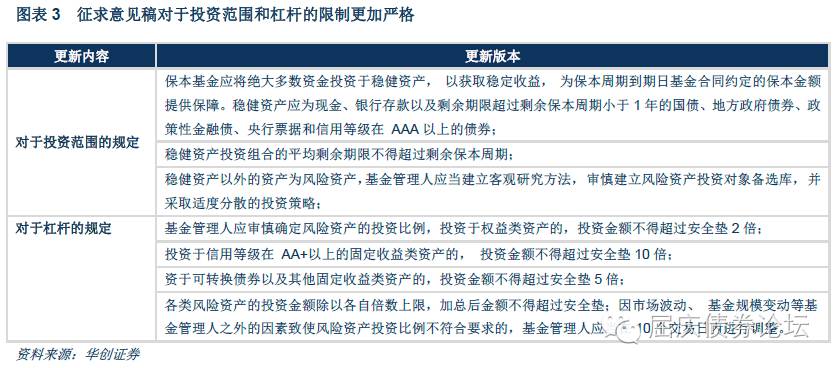 图表 3 征求意见稿对于投资范围和杠杆的限制更加严格
更新内容 更新版本
保本基金应将绝大多数资金投资于稳健资产， 以获取稳定收益， 为保本周期到期日基金合同约定的保本金额
提供保障。稳健资产应为现金、银行存款以及剩余期限超过剩余保本周期小于 1 年的国债、地方政府债券、政
策性金融债、央行票据和信用等级在 AAA 以上的债券；
对于投资范围的规定
稳健资产投资组合的平均剩余期限不得超过剩余保本周期；
稳健资产以外的资产为风险资产，基金管理人应当建立客观研究方法，审慎建立风险资产投资对象备选库，并
采取适度分散的投资策略；
对于杠杆的规定 基金管理人应审慎确定风险资产的投资比例，投资于权益类资产的，投资金额不得超过安全垫 2 倍；
投资于信用等级在 AA+以上的固定收益类资产的， 投资金额不得超过安全垫 10 倍；
资于可转换债券以及其他固定收益类资产的，投资金额不得超过安全垫 5 倍；
各类风险资产的投资金额除以各自倍数上限，加总后金额不得超过安全垫；因市场波动、 基金规模变动等基
金管理人之外的因素致使风险资产投资比例不符合要求的，基金管理人应 10 个交易日内进行调整。
屈庆债券论坛
资料来源：华创证券